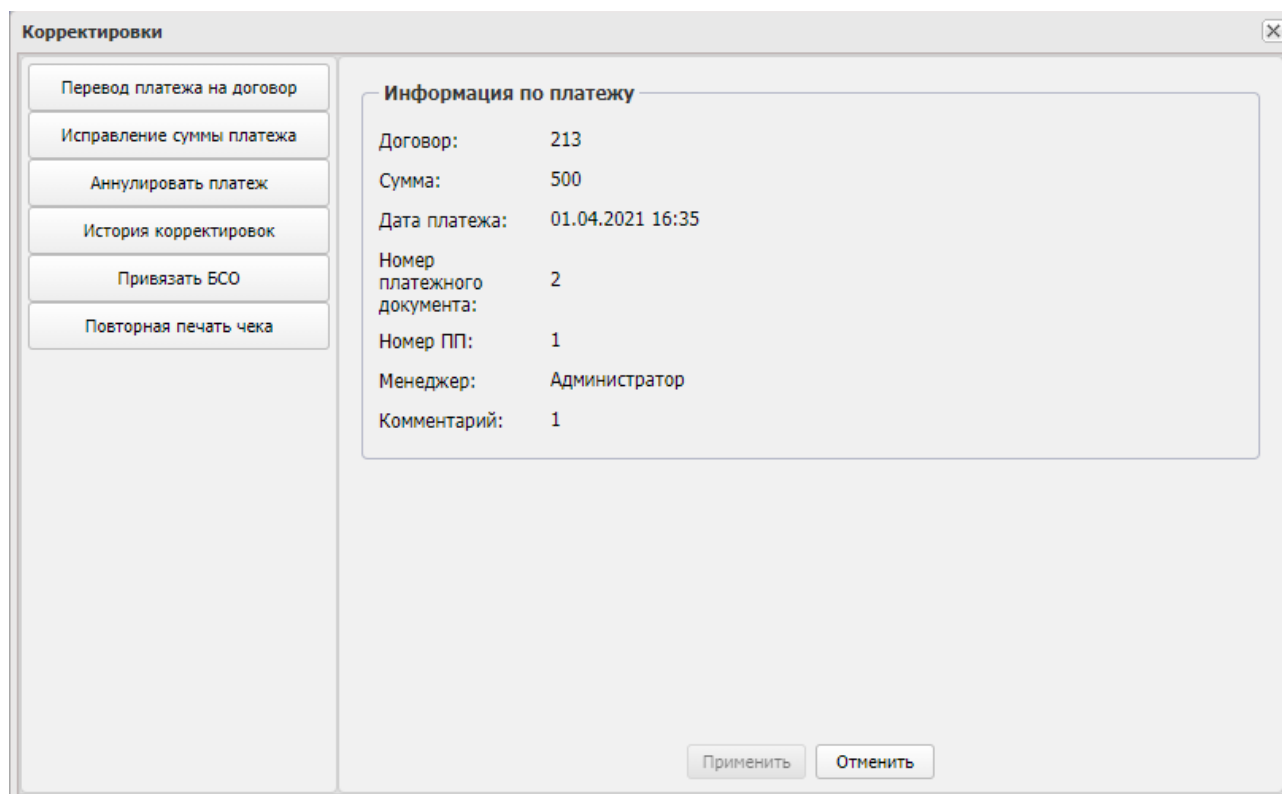 Корректировки
Перевод платежа на договор
Исправление суммы платежа
Аннулировать платеж
История корректировок
Привязать БСО
Повторная печать чека
Информация по платежу
Договор: 213
Сумма: 500
Дата платежа: 01.04.2021 16:35
Номер
платежного 2
документа:
Номер ПП: 1
Менеджер: Администратор
Комментарий: 1
Применить Отменить